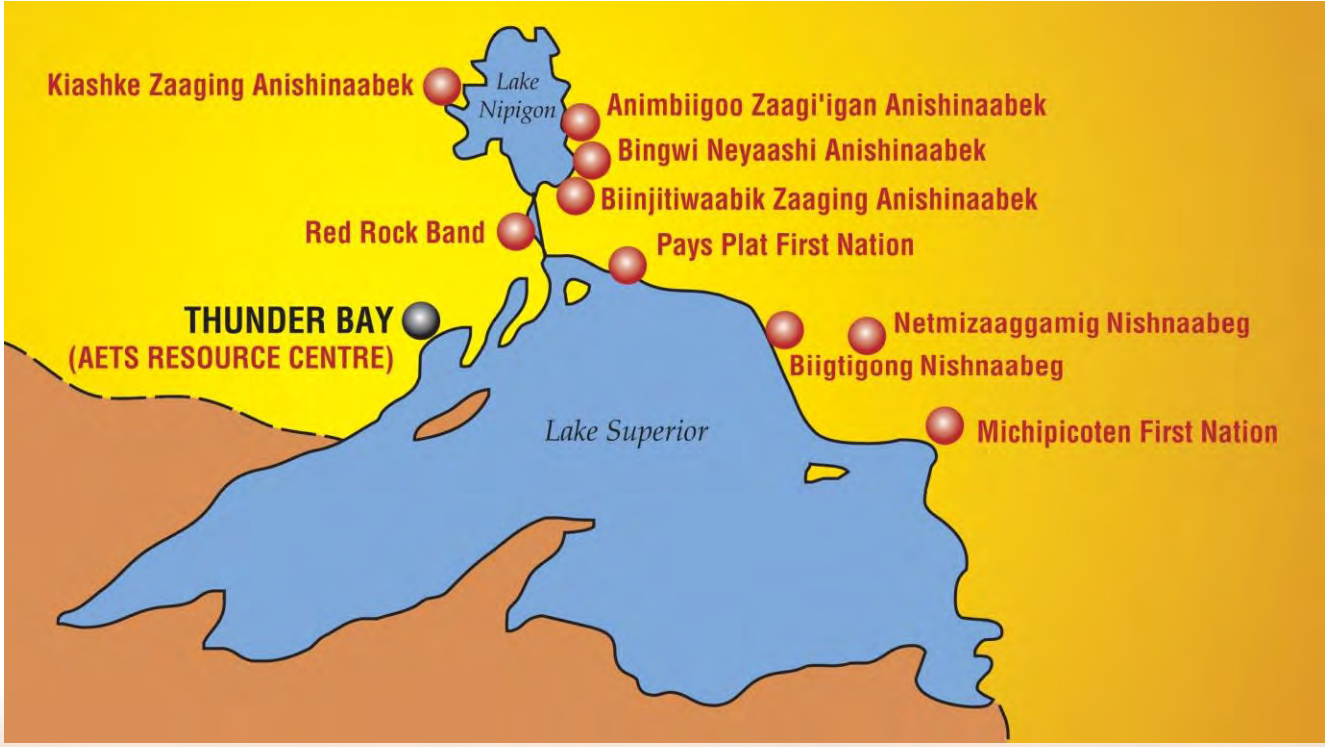 Kiashke Zaaging Anishinaabek
Lake
Nipigon
Animbiigoo Zaagi'igan Anishinaabek
Bingwi Neyaashi Anishinaabek
Biinjitiwaabik Zaaging Anishinaabek
Red Rock Band
Pays Plat First Nation
THUNDER BAY
(AETS RESOURCE CENTRE)
Netmizaaggamig Nishnaabeg
Biigtigong Nishnaabeg
Lake Superior
Michipicoten First Nation